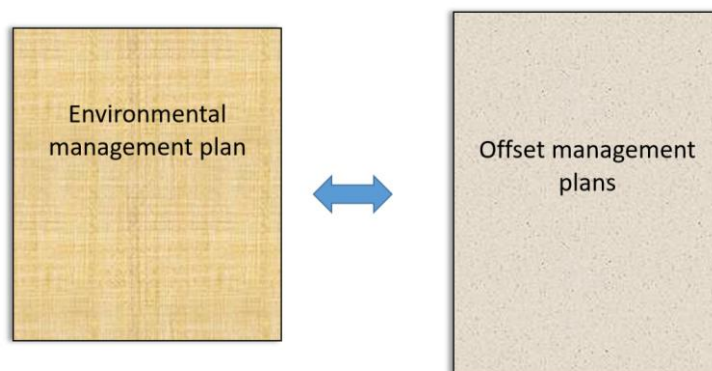 Environmental
management plan
Offset management
plans